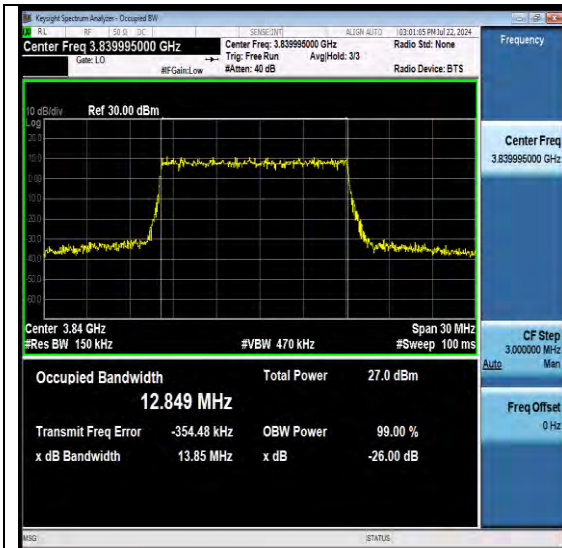 Keysight Spectrum Analyzer - Occupied BW
RL RF 50 Ω DC SENSE:INT ALIGN AUTO 03:01:05 PM Jul 22, 2024
Center Freq 3.839995000 GHz Center Freq: 3.839995000 GHz Radio Std: None Frequency
Gate: LO Trig: Free Run Avg|Hold: 3/3
#IFGain:Low #Atten: 40 dB Radio Device: BTS
10 dB/div Ref 30.00 dBm
Log
20.0
10.0
0.00
-10.0
-20.0
-30.0
-40.0
-50.0
-60.0
Center Freq
3.839995000 GHz
Center 3.84 GHz Span 30 MHz
#Res BW 150 kHz #VBW 470 kHz #Sweep 100 ms
CF Step
3.000000 MHz
Auto Man
Occupied Bandwidth Total Power 27.0 dBm
12.849 MHz
Transmit Freq Error -354.48 kHz OBW Power 99.00 %
x dB Bandwidth 13.85 MHz x dB -26.00 dB
Freq Offset
0 Hz
MSG STATUS